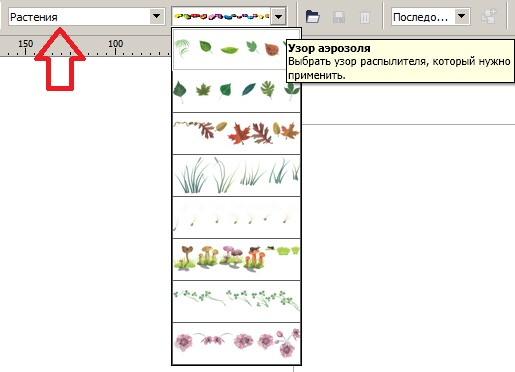 Растения
Последо...
150
100
Узор аэрозоля
Выбрать узор распылителя, который нужно
применить.